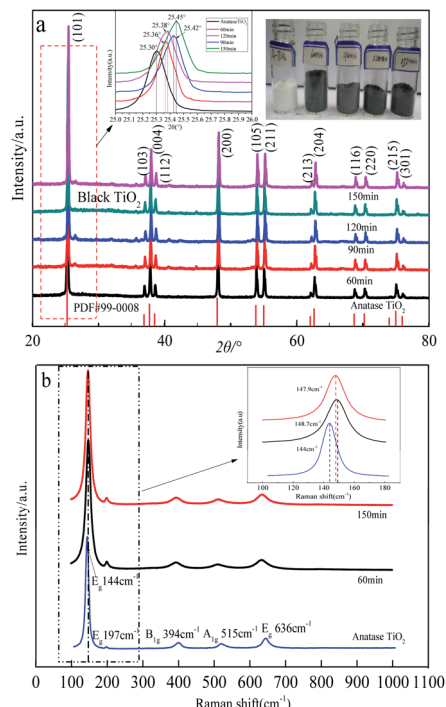 a
Intensity/a.u.
(101)
Intensity(a.u.)
25.45°
25.38°
25.42°
25.36°
25.30°
AnataseTiO2
60min
120min
90min
150min
25.0 25.1 25.2 25.3 25.4 25.5 25.6 25.7 25.8 25.9 26.0
2θ(°)
(103)
(004)
(112)
(200)
(105)
(211)
(213)
(204)
(116)
(220)
(215)
(301)
Black TiO2
150min
120min
90min
60min
PDF#99-0008
Anatase TiO2
20 30 40 50 60 70 80
2θ/°
b
Intensity/a.u.
147.9cm-1
148.7cm-1
144cm-1
Intensity(a.u.)
100 120 140 160 180
Raman shift(cm-1)
150min
60min
Eg 144cm-1
Eg 197cm-1
B1g 394cm-1
A1g 515cm-1
Eg 636cm-1
Anatase TiO2
0 100 200 300 400 500 600 700 800 900 1000 1100
Raman shift(cm-1)